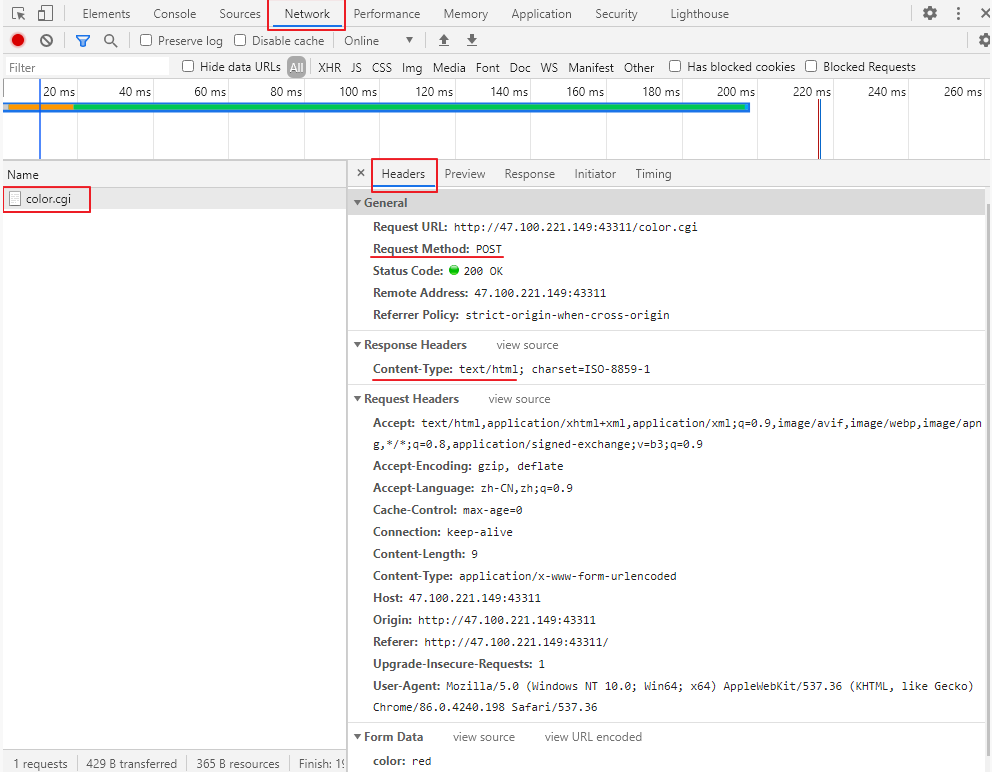 Elements Console Sources Network Performance Memory Application Security Lighthouse
Preserve log Disable cache Online
Filter Hide data URLs All XHR JS CSS Img Media Font Doc WS Manifest Other Has blocked cookies Blocked Requests
20 ms 40 ms 60 ms 80 ms 100 ms 120 ms 140 ms 160 ms 180 ms 200 ms 220 ms 240 ms 260 ms
Name
color.cgi
Headers Preview Response Initiator Timing
General
Request URL: http://47.100.221.149:43311/color.cgi
Request Method: POST
Status Code: 200 OK
Remote Address: 47.100.221.149:43311
Referrer Policy: strict-origin-when-cross-origin
Response Headers view source
Content-Type: text/html; charset=ISO-8859-1
Request Headers view source
Accept: text/html,application/xhtml+xml,application/xml;q=0.9,image/avif,image/webp,image/apn
g,*/*;q=0.8,application/signed-exchange;v=b3;q=0.9
Accept-Encoding: gzip, deflate
Accept-Language: zh-CN,zh;q=0.9
Cache-Control: max-age=0
Connection: keep-alive
Content-Length: 9
Content-Type: application/x-www-form-urlencoded
Host: 47.100.221.149:43311
Origin: http://47.100.221.149:43311
Referer: http://47.100.221.149:43311/
Upgrade-Insecure-Requests: 1
User-Agent: Mozilla/5.0 (Windows NT 10.0; Win64; x64) AppleWebKit/537.36 (KHTML, like Gecko)
Chrome/86.0.4240.198 Safari/537.36
Form Data view source view URL encoded
color: red
1 requests 429 B transferred 365 B resources Finish: